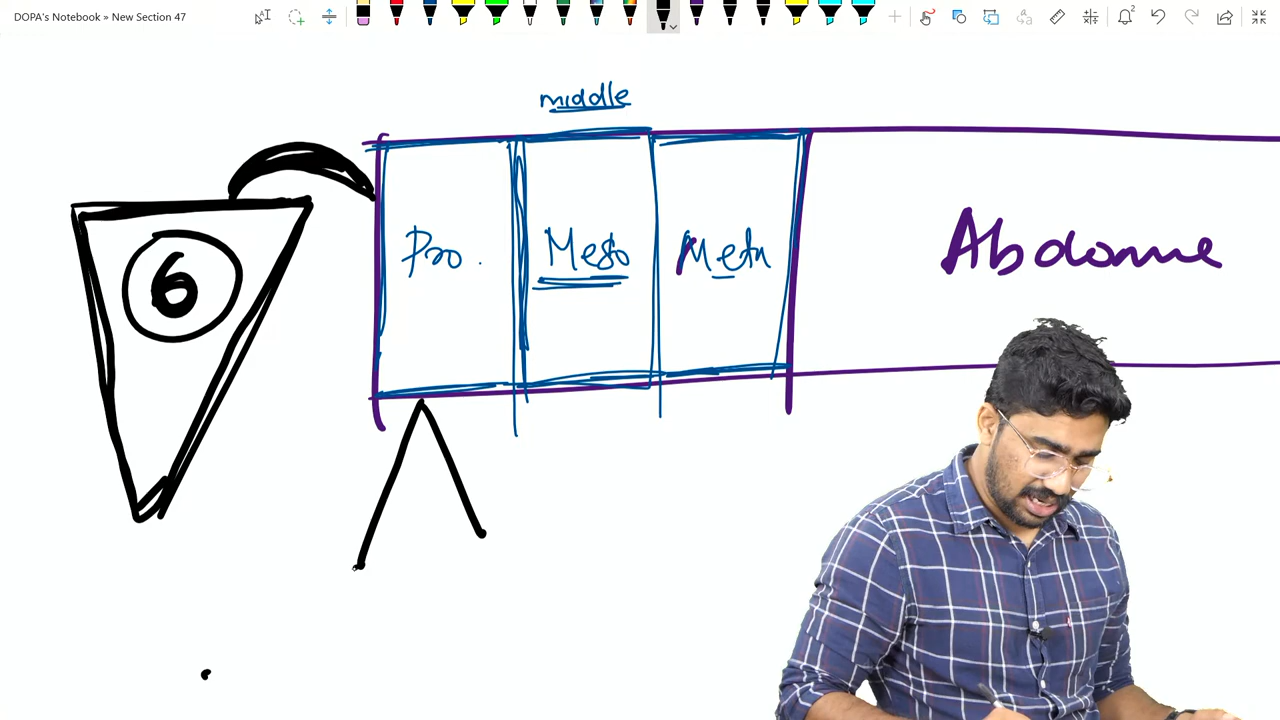 DOPA's Notebook » New Section 47
middle
6
Pro.
Meso
Meta
Abdome